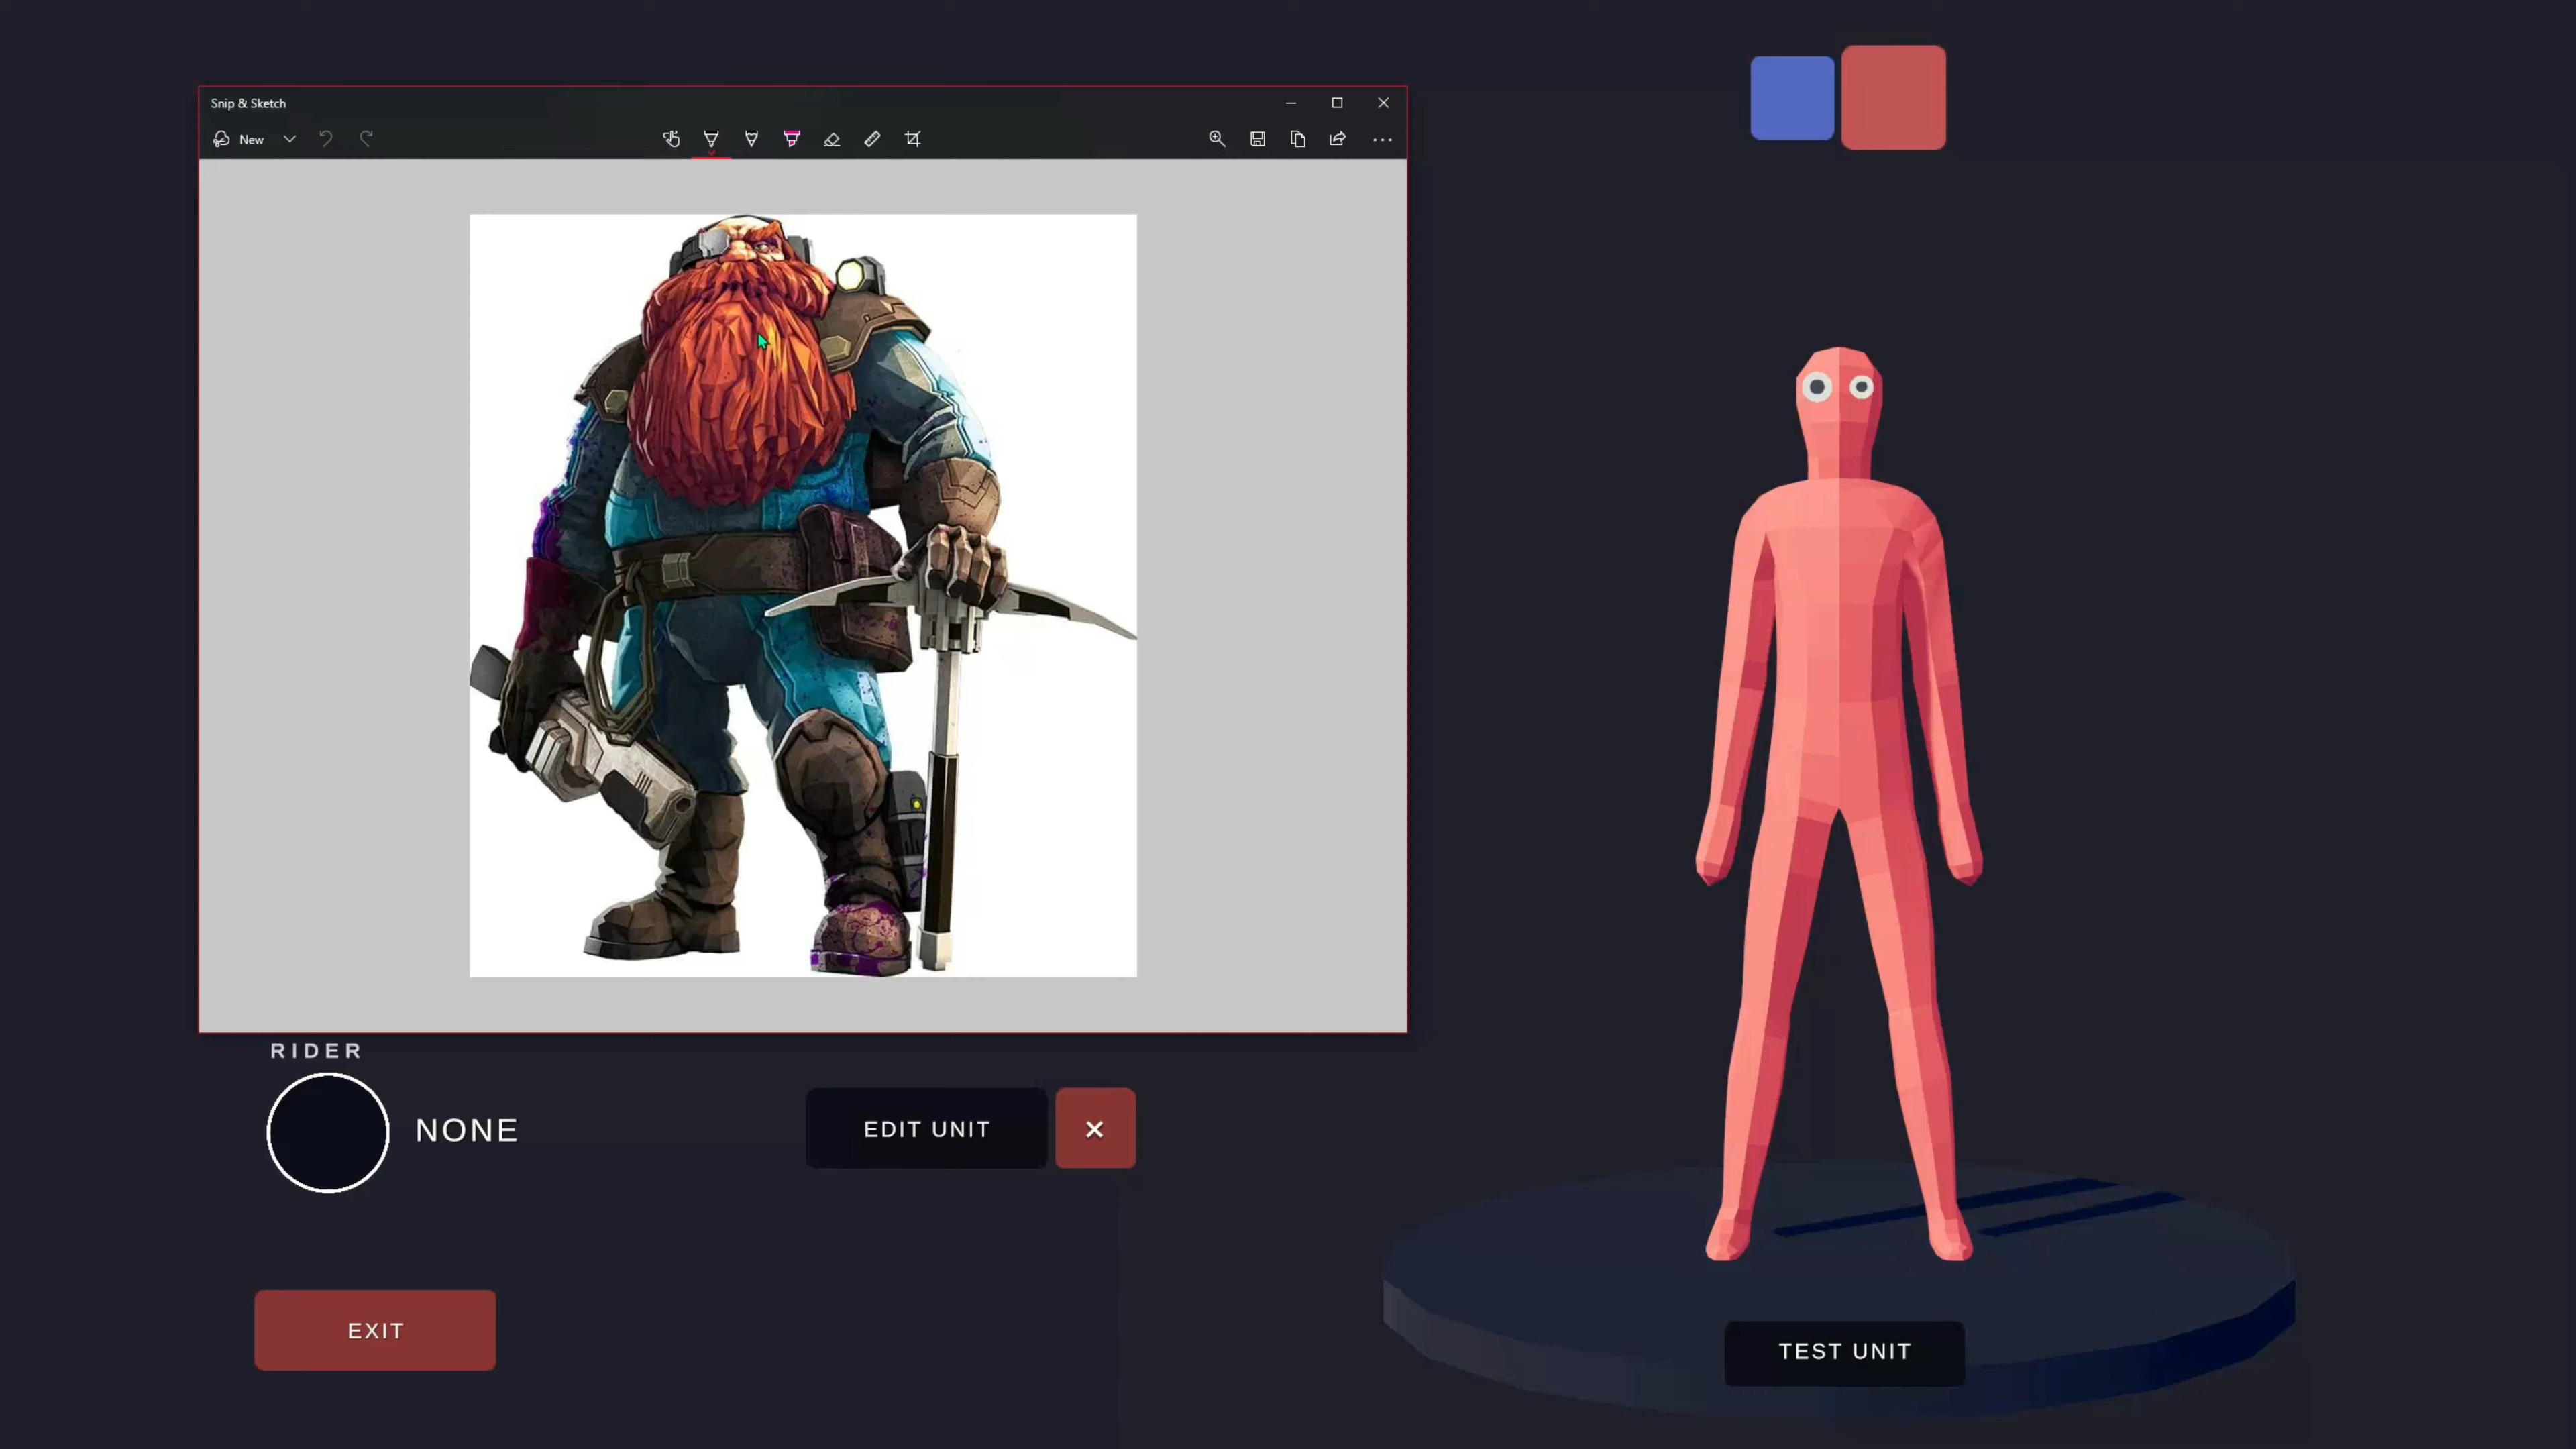 Snip & Sketch
New
RIDER
NONE
EDIT UNIT
EXIT
TEST UNIT